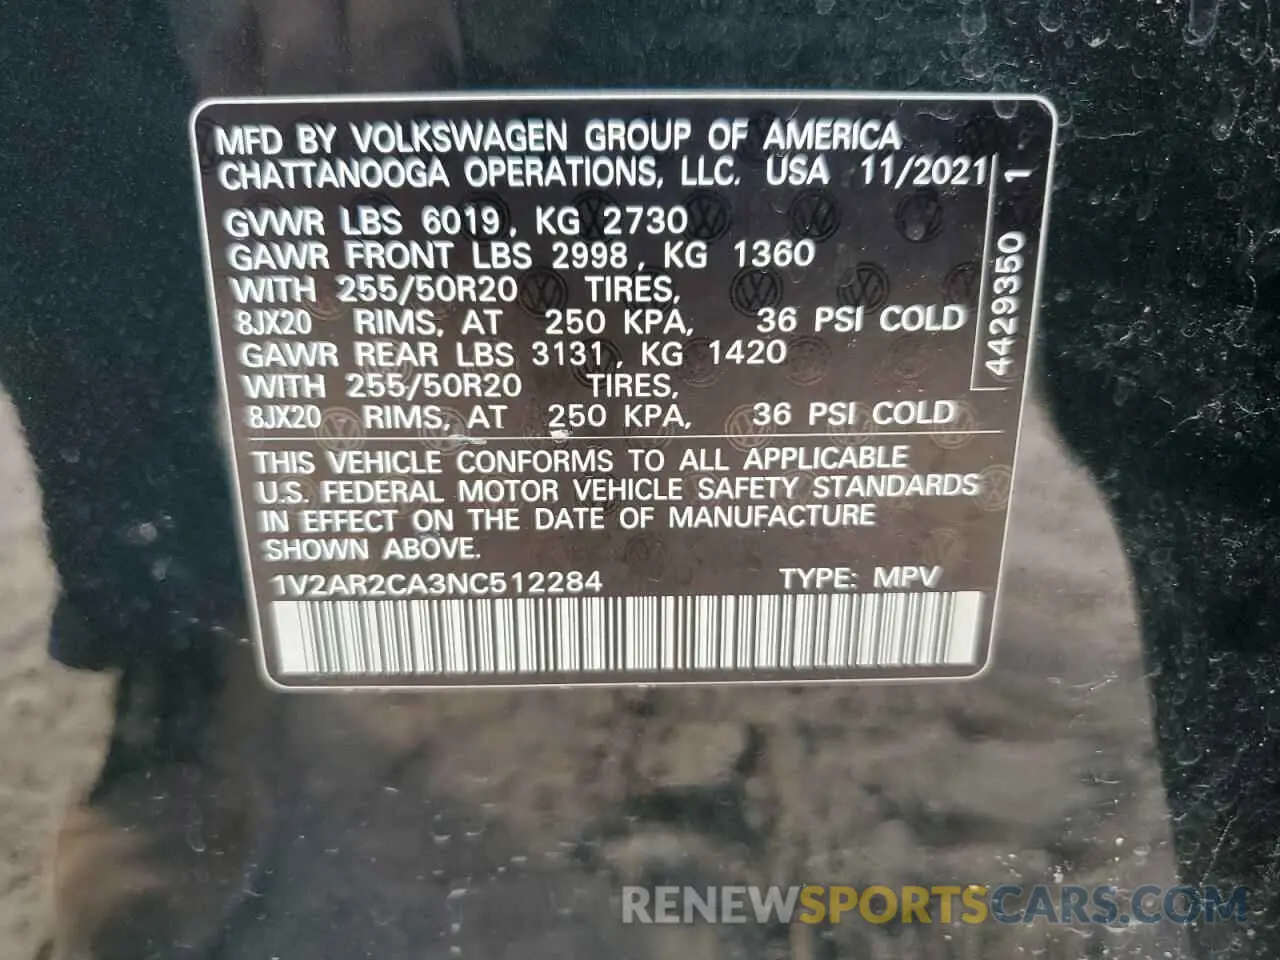 MFD BY VOLKSWAGEN GROUP OF AMERICA
CHATTANOOGA OPERATIONS, LLC. USA 11/2021
GVWR LBS 6019, KG 2730
GAWR FRONT LBS 2998, KG 1360
WITH 255/50R20 TIRES,
8JX20 RIMS, AT 250 KPA, 36 PSI COLD
GAWR REAR LBS 3131, KG 1420
WITH 255/50R20 TIRES,
8JX20 RIMS, AT 250 KPA, 36 PSI COLD
4429350 1
THIS VEHICLE CONFORMS TO ALL APPLICABLE
U.S. FEDERAL MOTOR VEHICLE SAFETY STANDARDS
IN EFFECT ON THE DATE OF MANUFACTURE
SHOWN ABOVE.
1V2AR2CA3NC512284 TYPE: MPV
RENEWSPORTSCARS.COM